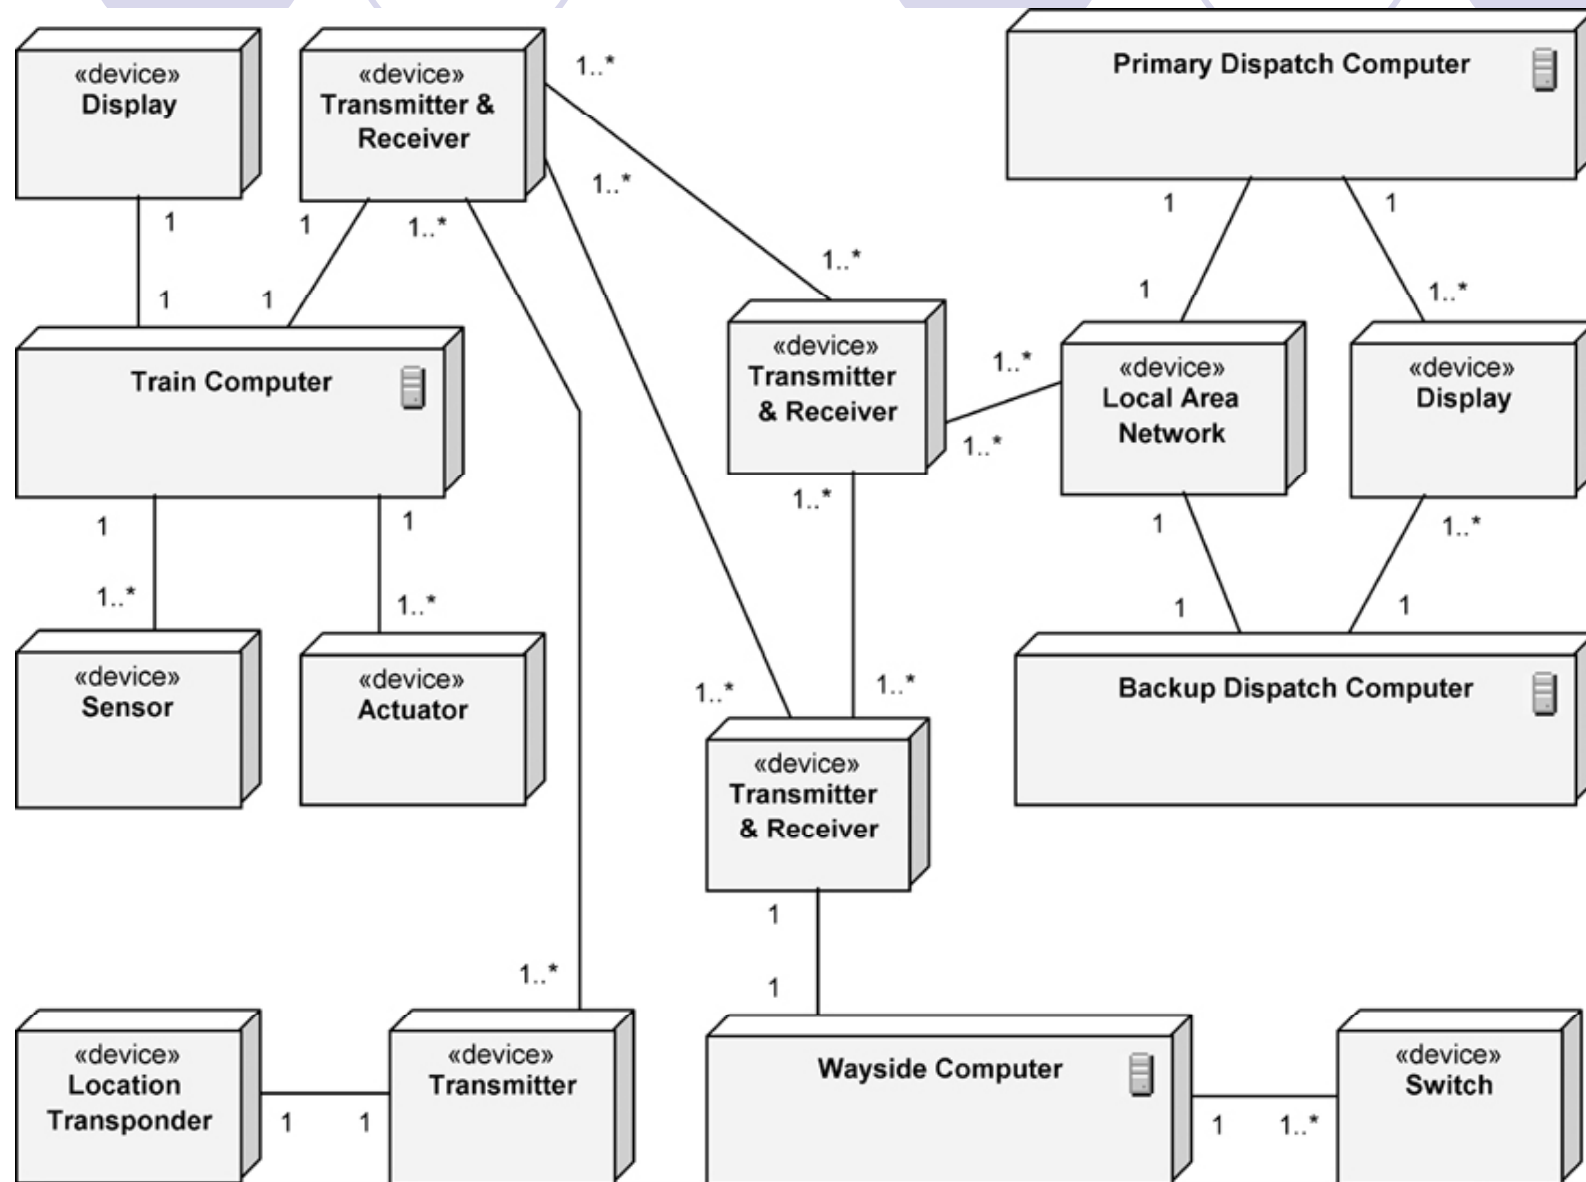 «device»
Display
«device»
Transmitter &
Receiver
1..*
1..*
Primary Dispatch Computer
1
1
1
1..*
1
1
1
1
1..*
1
1..*
Train Computer
«device»
Transmitter
& Receiver
1..*
1..*
«device»
Local Area
Network
«device»
Display
1
1
1..*
1
1..*
1..*
1..*
1
1
«device»
Sensor
«device»
Actuator
1..*
1..*
Backup Dispatch Computer
«device»
Transmitter
& Receiver
1
1
1..*
«device»
Location
Transponder
1
1
«device»
Transmitter
Wayside Computer
1
1..*
«device»
Switch